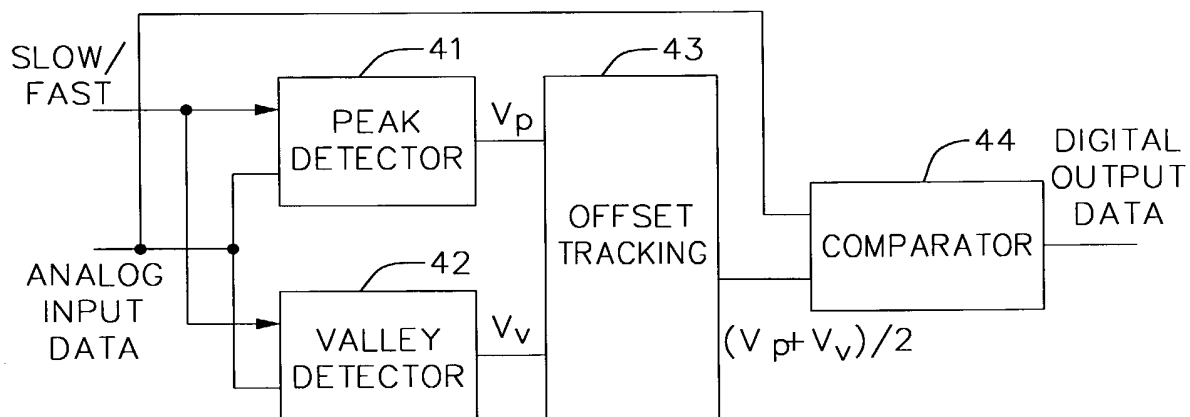 SLOW/
FAST
41
PEAK
DETECTOR
Vp
43
OFFSET
TRACKING
44
COMPARATOR
DIGITAL
OUTPUT
DATA
ANALOG
INPUT
DATA
42
VALLEY
DETECTOR
Vv
(Vp+Vv)/2